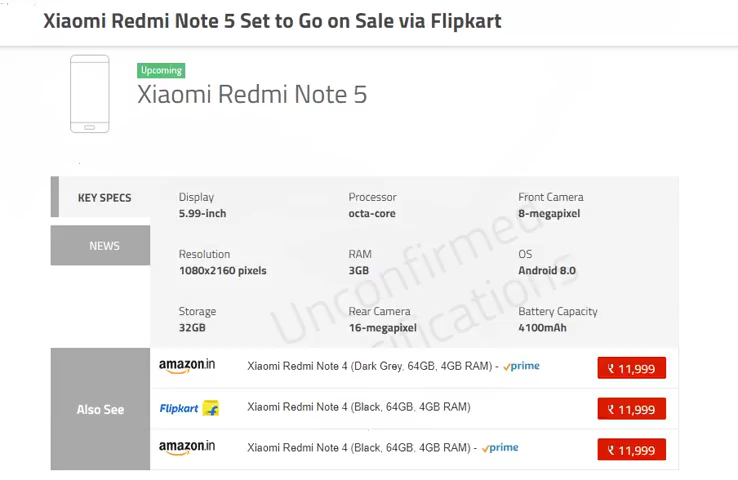 Xiaomi Redmi Note 5 Set to Go on Sale via Flipkart
Upcoming
Xiaomi Redmi Note 5
KEY SPECS
NEWS
Display
5.99-inch
Processor
octa-core
Front Camera
8-megapixel
Resolution
1080x2160 pixels
RAM
3GB
OS
Android 8.0
Storage
32GB
Rear Camera
16-megapixel
Battery Capacity
4100mAh
Unconfirmed
Also See
amazon.in
Xiaomi Redmi Note 4 (Dark Grey, 64GB, 4GB RAM) - prime
₹ 11,999
Flipkart
Xiaomi Redmi Note 4 (Black, 64GB, 4GB RAM)
₹ 11,999
amazon.in
Xiaomi Redmi Note 4 (Black, 64GB, 4GB RAM) - prime
₹ 11,999